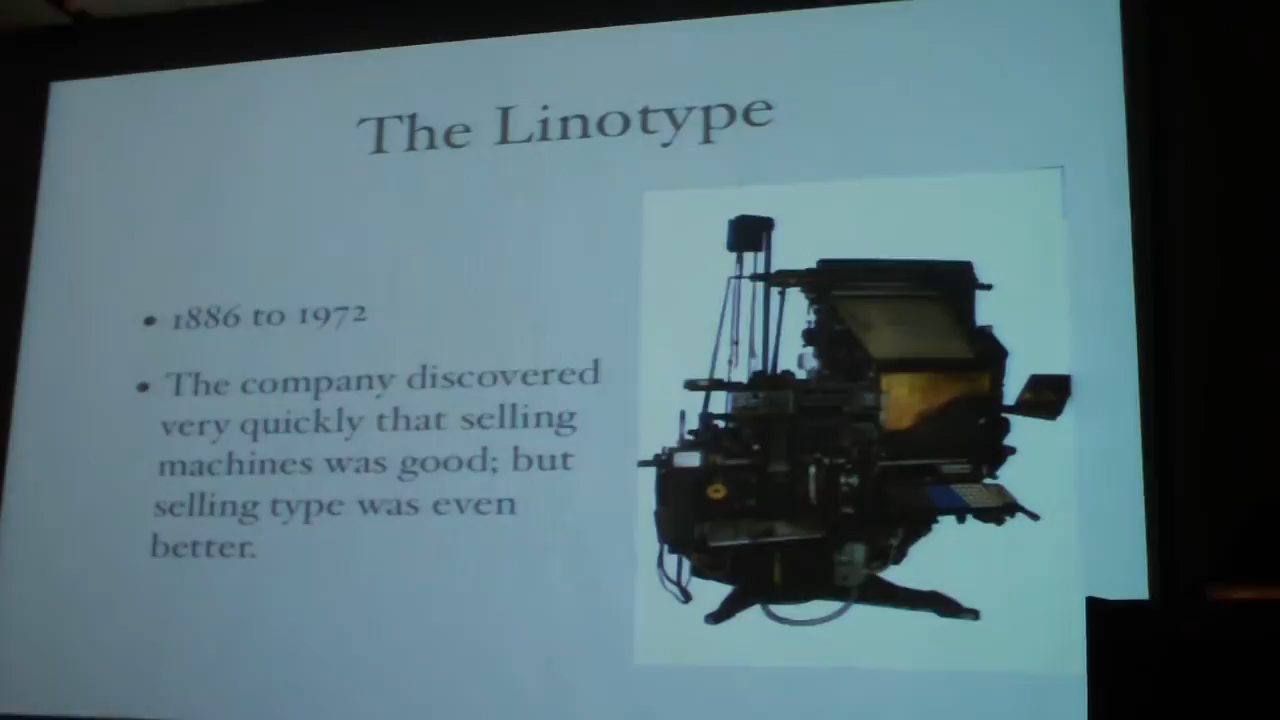 The Linotype
• 1886 to 1972
• The company discovered
very quickly that selling
machines was good; but
selling type was even
better.